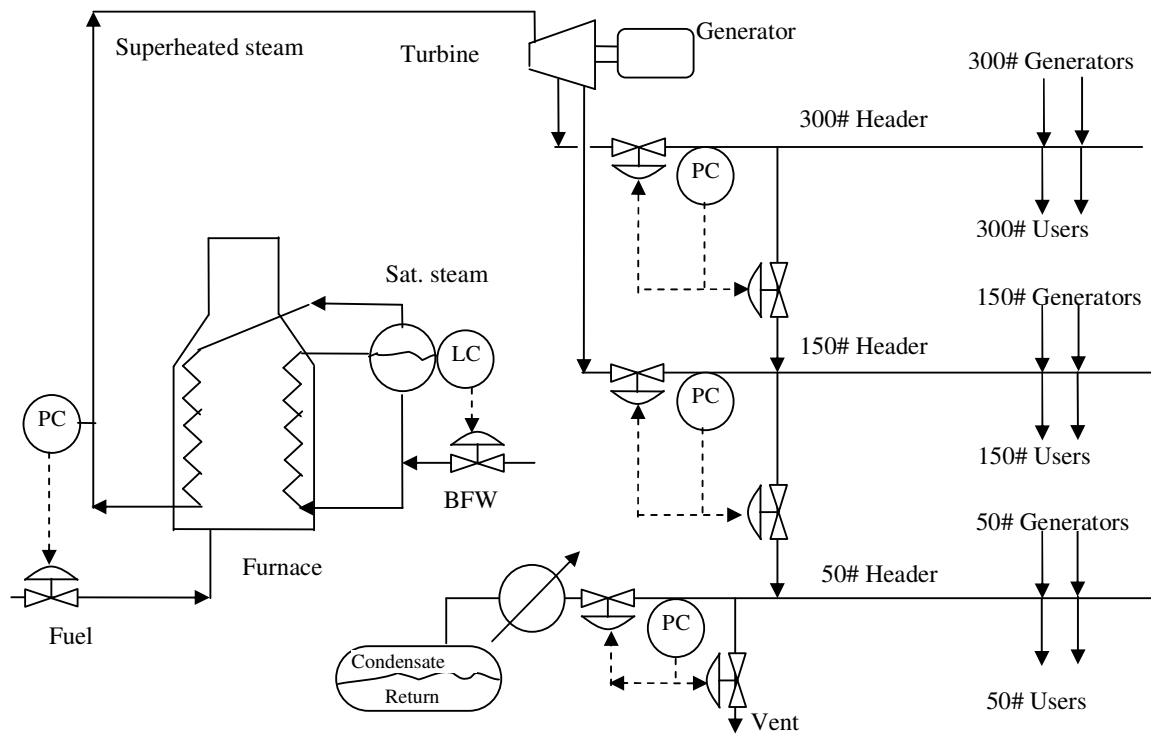 Generator
Superheated steam
Turbine
300# Generators
300# Header
PC
300# Users
Sat. steam
150# Generators
LC
150# Header
PC
PC
150# Users
BFW
50# Generators
Furnace
50# Header
Fuel
PC
Condensate
Return
50# Users
Vent